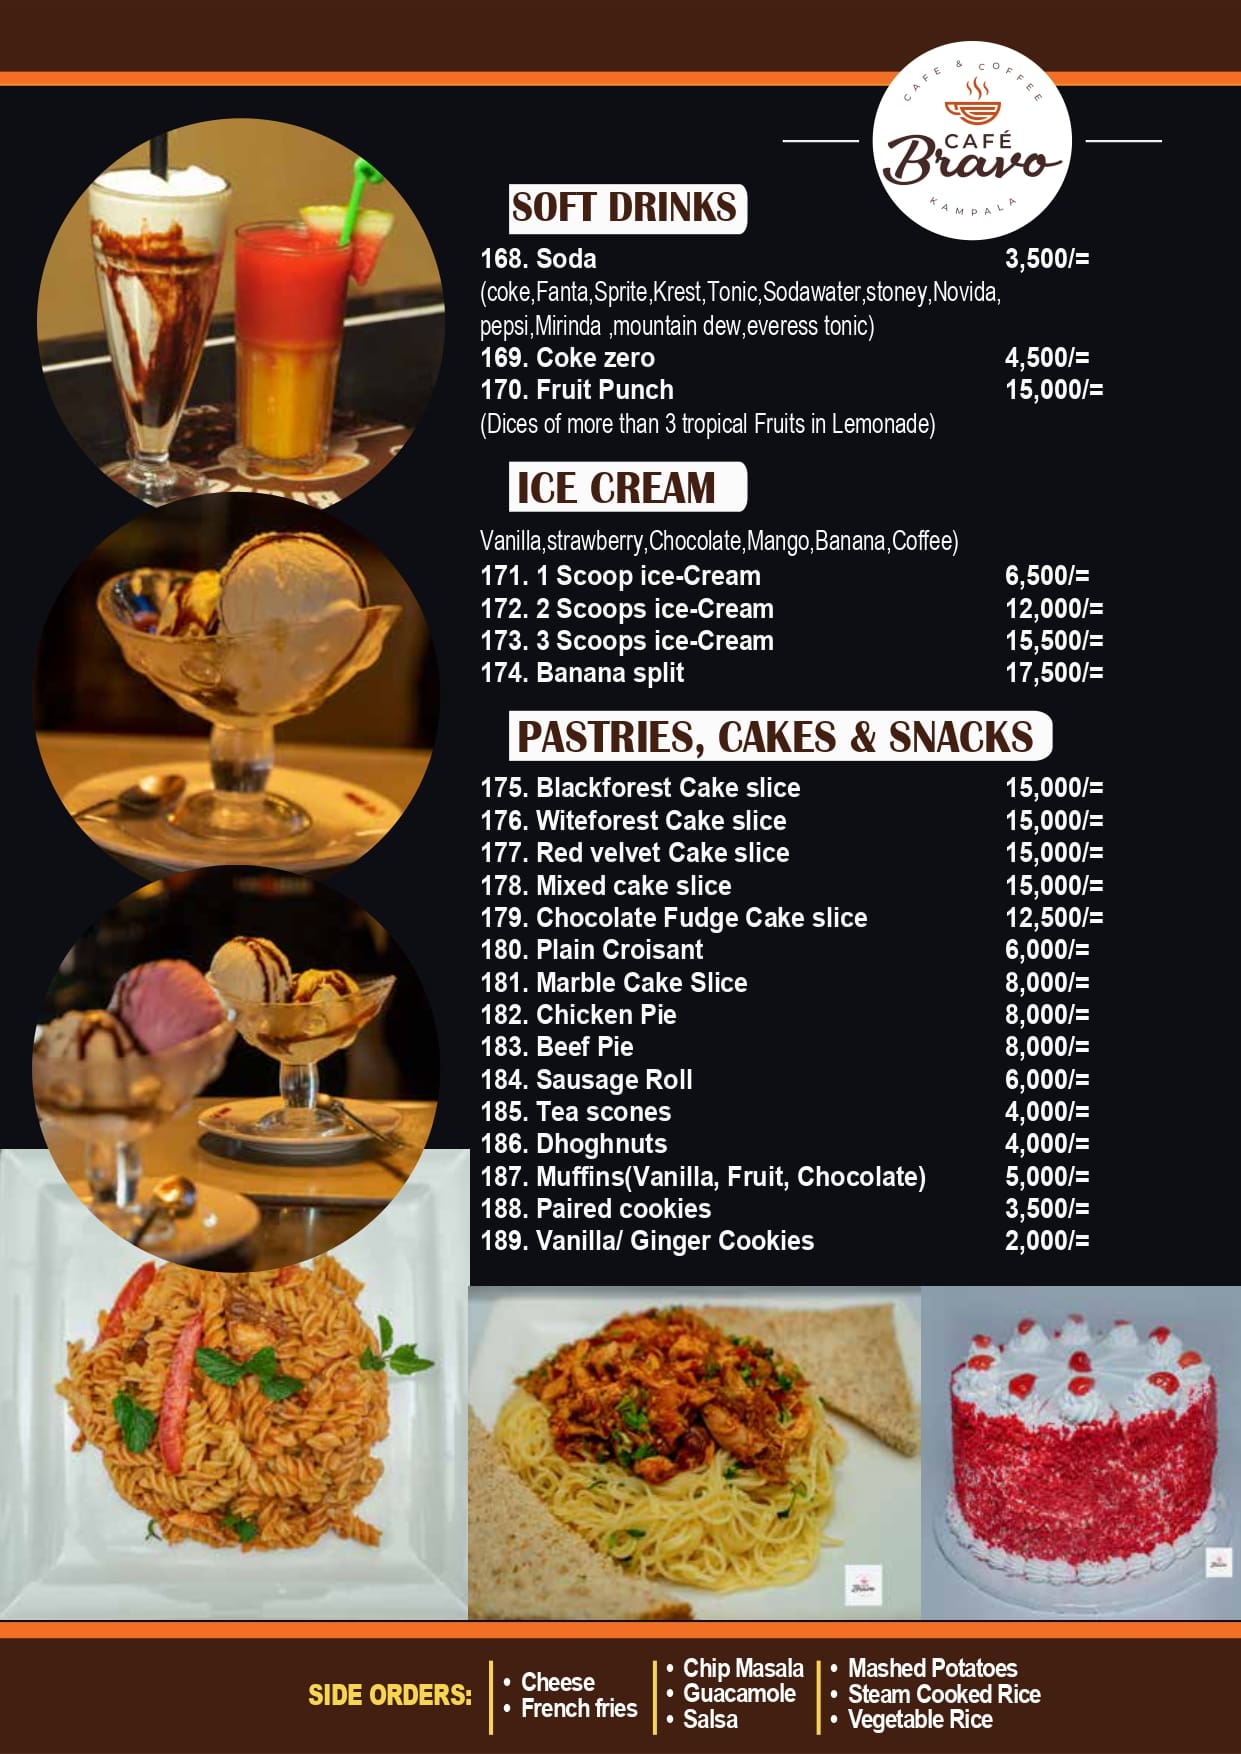 CAFE & COFFEE
CAFÉ
Bravo
KAMPALA
SOFT DRINKS
168. Soda 3,500/=
(coke,Fanta,Sprite,Krest,Tonic,Sodawater,stoney,Novida,
pepsi,Mirinda ,mountain dew,everess tonic)
169. Coke zero 4,500/=
170. Fruit Punch 15,000/=
(Dices of more than 3 tropical Fruits in Lemonade)
ICE CREAM
Vanilla,strawberry,Chocolate,Mango,Banana,Coffee)
171. 1 Scoop ice-Cream 6,500/=
172. 2 Scoops ice-Cream 12,000/=
173. 3 Scoops ice-Cream 15,500/=
174. Banana split 17,500/=
PASTRIES, CAKES & SNACKS
175. Blackforest Cake slice 15,000/=
176. Witeforest Cake slice 15,000/=
177. Red velvet Cake slice 15,000/=
178. Mixed cake slice 15,000/=
179. Chocolate Fudge Cake slice 12,500/=
180. Plain Croisant 6,000/=
181. Marble Cake Slice 8,000/=
182. Chicken Pie 8,000/=
183. Beef Pie 8,000/=
184. Sausage Roll 6,000/=
185. Tea scones 4,000/=
186. Dhoghnuts 4,000/=
187. Muffins(Vanilla, Fruit, Chocolate) 5,000/=
188. Paired cookies 3,500/=
189. Vanilla/ Ginger Cookies 2,000/=
Bravo
Bravo
SIDE ORDERS:
• Cheese
• French fries
• Chip Masala
• Guacamole
• Salsa
• Mashed Potatoes
• Steam Cooked Rice
• Vegetable Rice